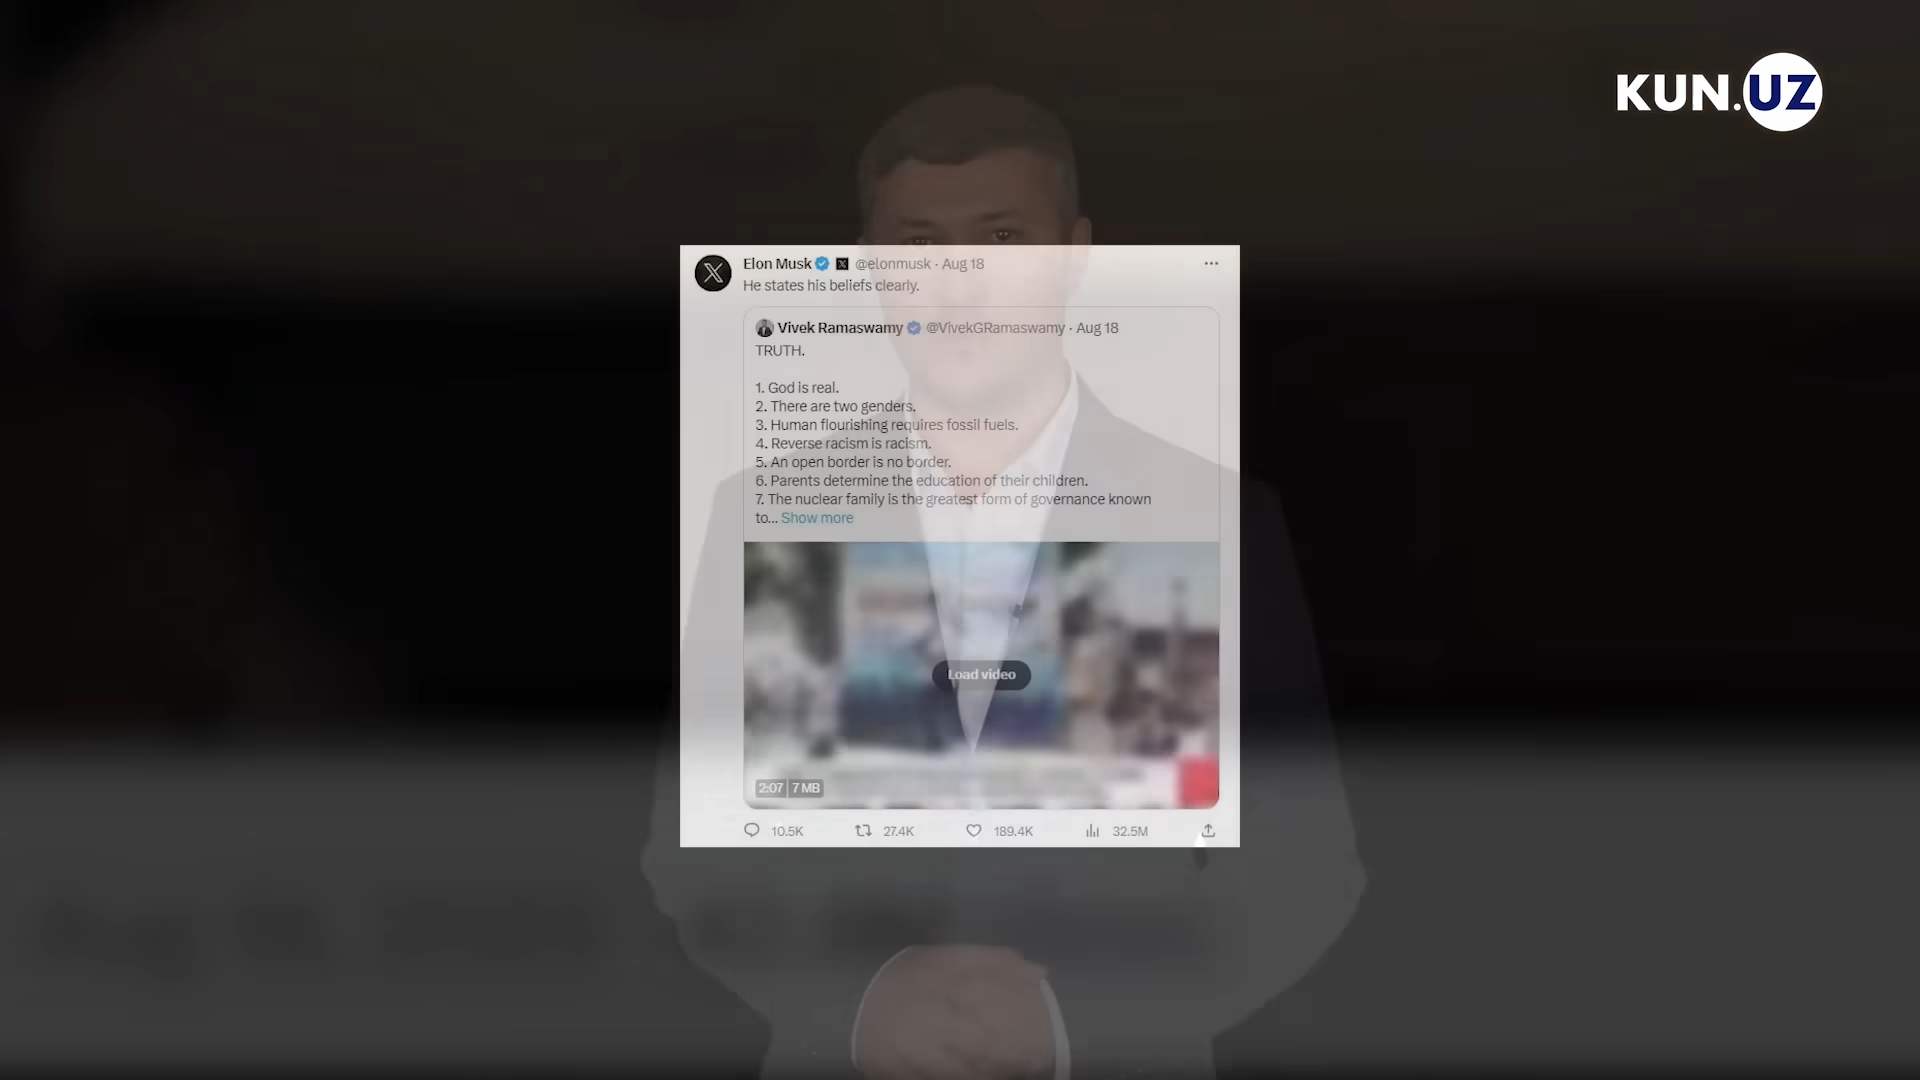 KUN.UZ
Elon Musk @elonmusk · Aug 18
He states his beliefs clearly.
Vivek Ramaswamy @VivekGRamaswamy · Aug 18
TRUTH.
1. God is real.
2. There are two genders.
3. Human flourishing requires fossil fuels.
4. Reverse racism is racism.
5. An open border is no border.
6. Parents determine the education of their children.
7. The nuclear family is the greatest form of governance known
to... Show more
Load video
2:07 7 MB
10.5K 27.4K 189.4K 32.5M